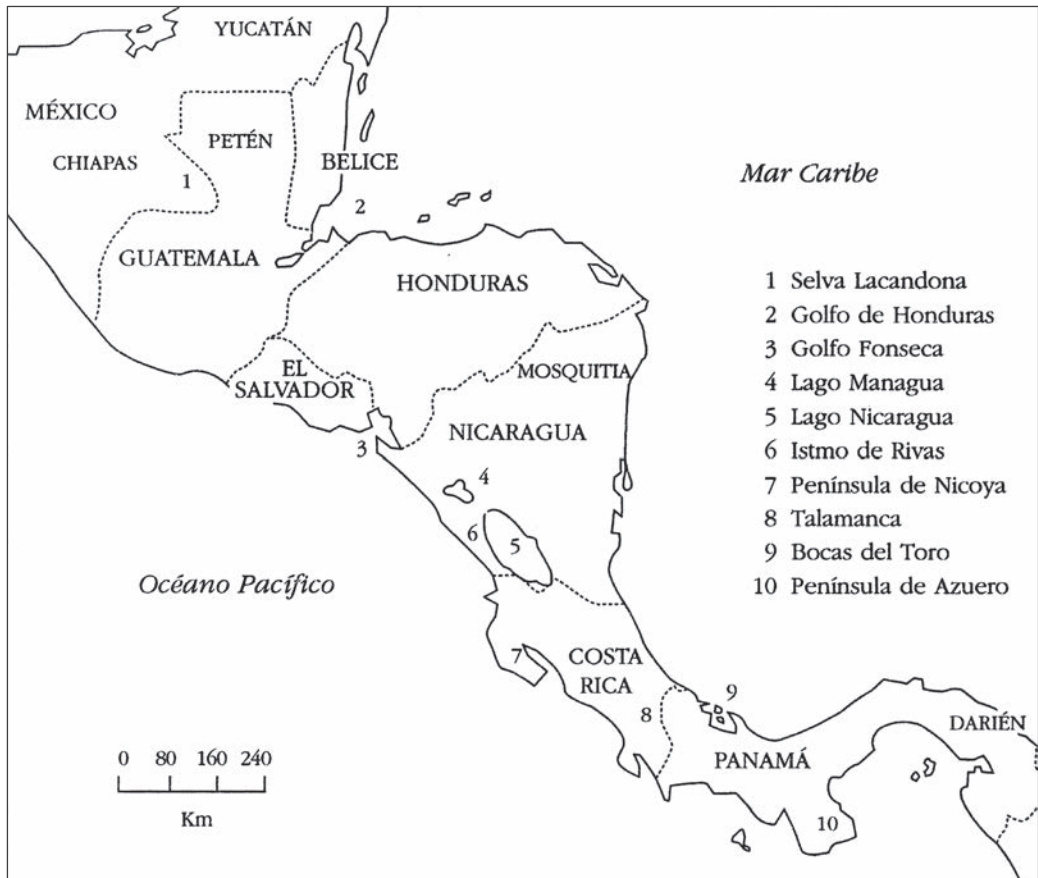 YUCATÁN
MÉXICO
CHIAPAS
PETÉN
BELICE
Mar Caribe
1
2
GUATEMALA
HONDURAS
EL
SALVADOR
MOSQUITIA
NICARAGUA
3
4
5
6
Océano Pacífico
7
COSTA
RICA
8
9
PANAMÁ
DARIÉN
10
1 Selva Lacandona
2 Golfo de Honduras
3 Golfo Fonseca
4 Lago Managua
5 Lago Nicaragua
6 Istmo de Rivas
7 Península de Nicoya
8 Talamanca
9 Bocas del Toro
10 Península de Azuero
0 80 160 240
Km